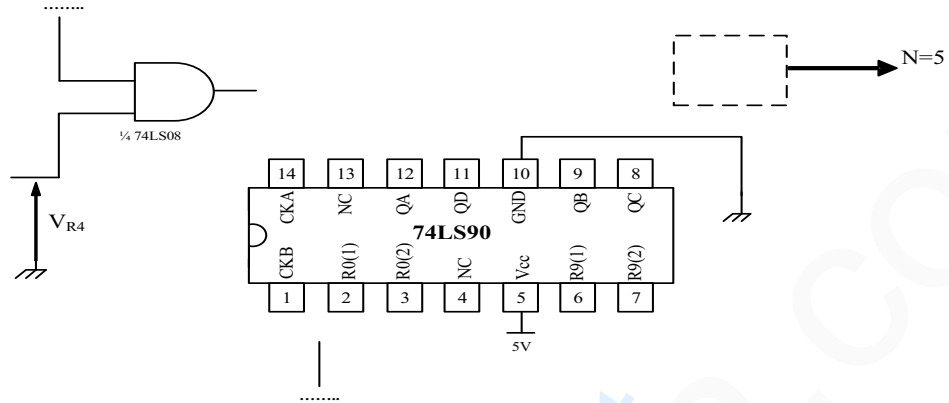 ........
N=5
¼ 74LS08
14 13 12 11 10 9 8
V_R4
CKA NC QA QD GND QB QC
74LS90
CKB R0(1) R0(2) NC Vcc R9(1) R9(2)
1 2 3 4 5 6 7
5V
........